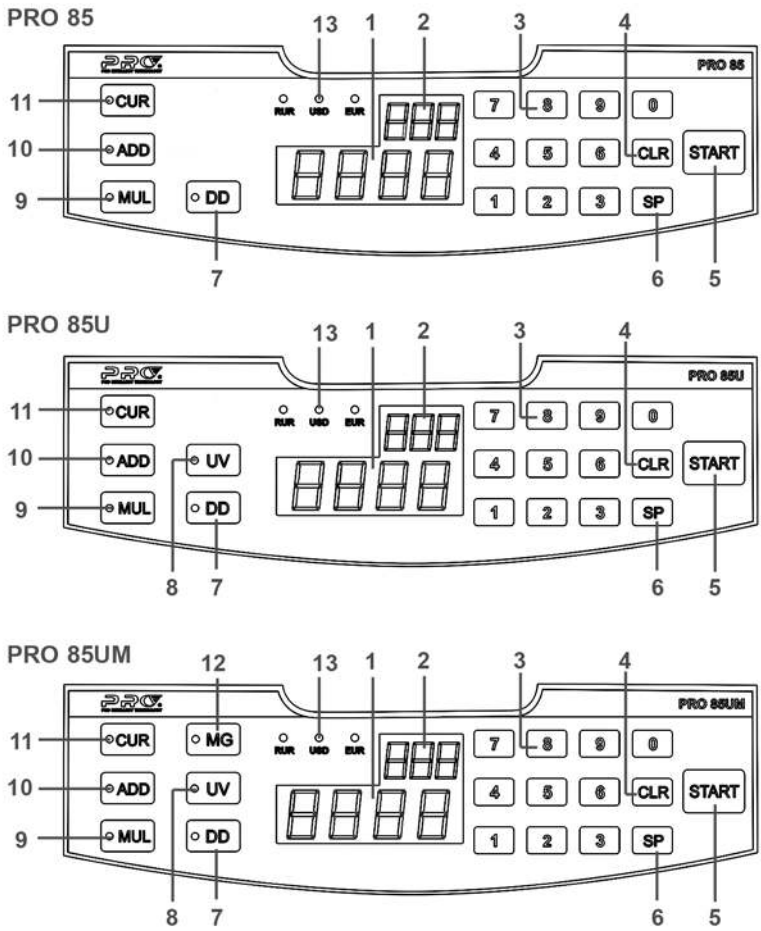 PRO 85
13 1 2 3 4
PRO PRO 85
11 CUR RUR USD EUR 7 8 9 0
10 ADD 4 5 6 CLR START
9 MUL DD 1 2 3 SP
7 6 5
PRO 85U
13 1 2 3 4
PRO PRO 85U
11 CUR RUR USD EUR 7 8 9 0
10 ADD UV 4 5 6 CLR START
9 MUL DD 1 2 3 SP
8 7 6 5
PRO 85UM
12 13 1 2 3 4
PRO PRO 85UM
11 CUR MG RUR USD EUR 7 8 9 0
10 ADD UV 4 5 6 CLR START
9 MUL DD 1 2 3 SP
8 7 6 5